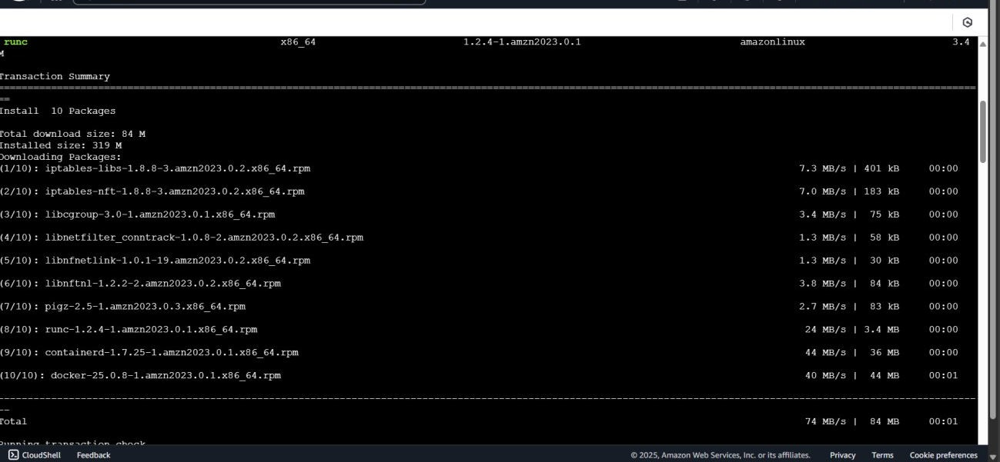 runc x86_64 1.2.4-1.amzn2023.0.1 amazonlinux 3.4
M
Transaction Summary
================================================================================
==
Install  10 Packages
Total download size: 84 M
Installed size: 319 M
Downloading Packages:
(1/10): iptables-libs-1.8.8-3.amzn2023.0.2.x86_64.rpm 7.3 MB/s | 401 kB 00:00
(2/10): iptables-nft-1.8.8-3.amzn2023.0.2.x86_64.rpm 7.0 MB/s | 183 kB 00:00
(3/10): libcgroup-3.0-1.amzn2023.0.1.x86_64.rpm 3.4 MB/s | 75 kB 00:00
(4/10): libnetfilter_conntrack-1.0.8-2.amzn2023.0.2.x86_64.rpm 1.3 MB/s | 58 kB 00:00
(5/10): libnfnetlink-1.0.1-19.amzn2023.0.2.x86_64.rpm 1.3 MB/s | 30 kB 00:00
(6/10): libnftnl-1.2.2-2.amzn2023.0.2.x86_64.rpm 3.8 MB/s | 84 kB 00:00
(7/10): pigz-2.5-1.amzn2023.0.3.x86_64.rpm 2.7 MB/s | 83 kB 00:00
(8/10): runc-1.2.4-1.amzn2023.0.1.x86_64.rpm 24 MB/s | 3.4 MB 00:00
(9/10): containerd-1.7.25-1.amzn2023.0.1.x86_64.rpm 44 MB/s | 36 MB 00:00
(10/10): docker-25.0.8-1.amzn2023.0.1.x86_64.rpm 40 MB/s | 44 MB 00:01
--------------------------------------------------------------------------------
--
Total 74 MB/s | 84 MB 00:01
Running transaction check
CloudShell Feedback © 2025, Amazon Web Services, Inc. or its affiliates. Privacy Terms Cookie preferences